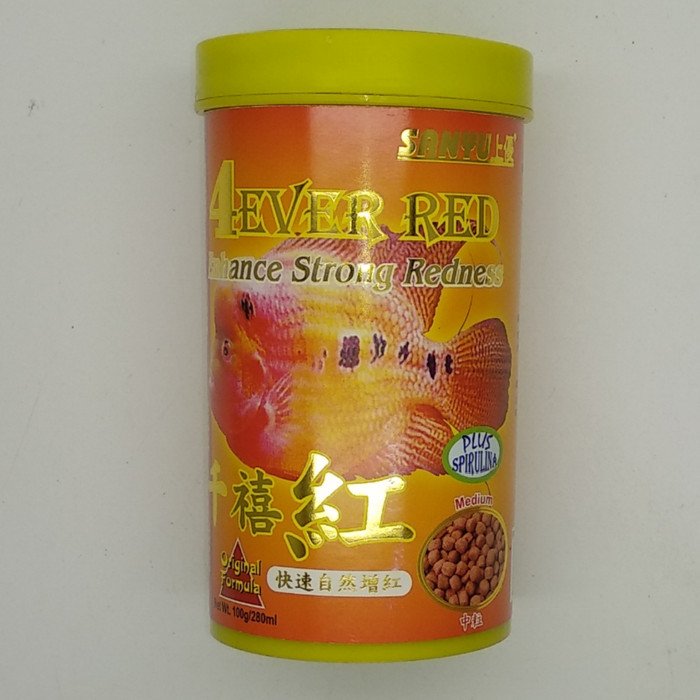 SANYU上優
4EVER RED
Enhance Strong Redness
PLUS
SPIRULINA
千禧紅
Medium
Original
Formula
快速自然增紅
Net Wt. 100g/280ml
中粒